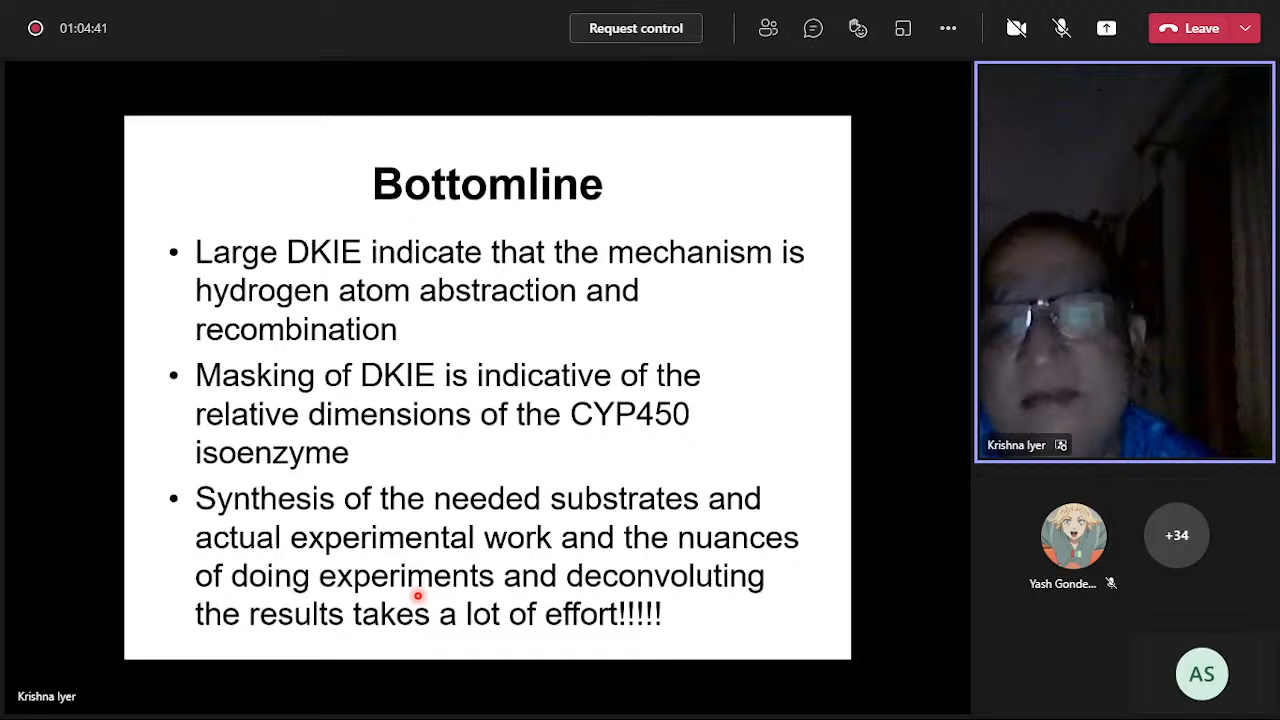 01:04:41
Request control
Leave
Bottomline
• Large DKIE indicate that the mechanism is
hydrogen atom abstraction and
recombination
• Masking of DKIE is indicative of the
relative dimensions of the CYP450
isoenzyme
• Synthesis of the needed substrates and
actual experimental work and the nuances
of doing experiments and deconvoluting
the results takes a lot of effort!!!!!
Krishna Iyer
Krishna Iyer
Yash Gonde...
+34
AS